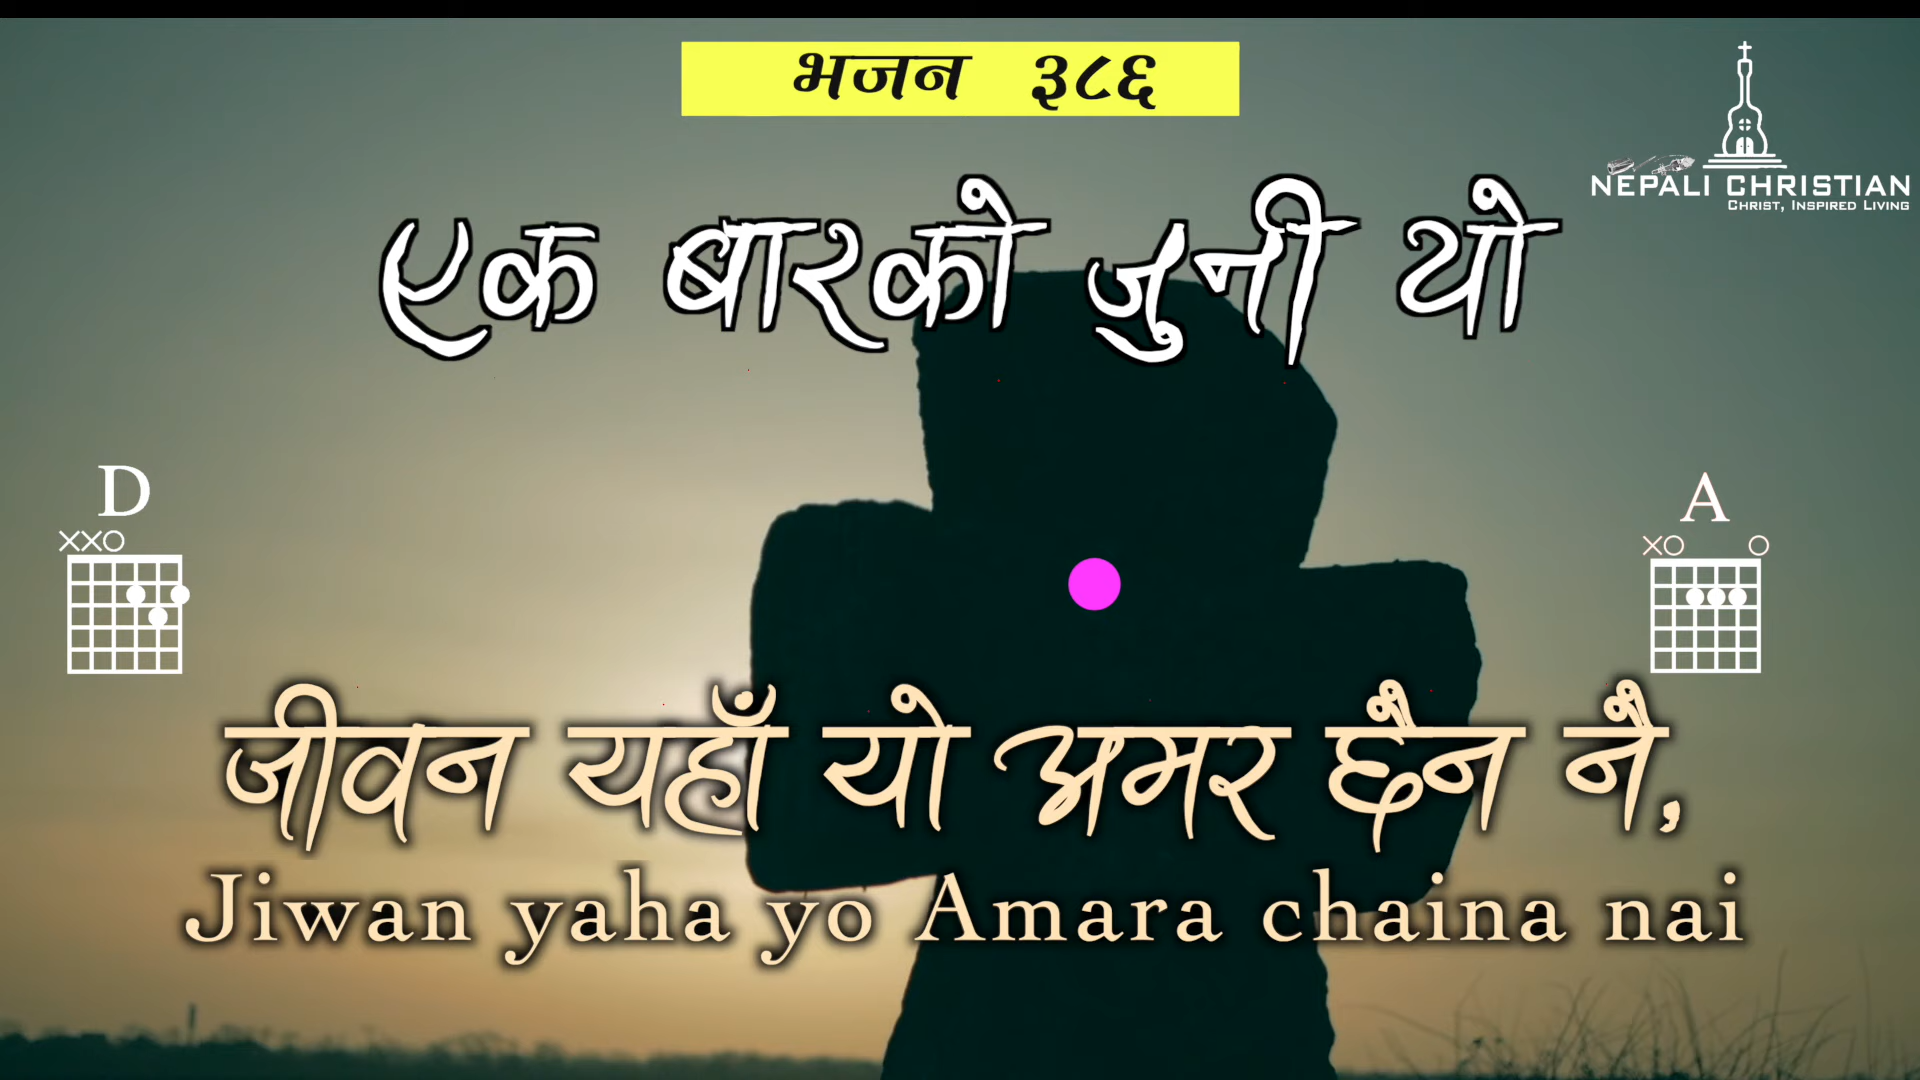 भजन ३८६
NEPALI CHRISTIAN
CHRIST, INSPIRED LIVING
एक बारको जुनी यो
D
A
जीवन यहाँ यो अमर छैन नै,
Jiwan yaha yo Amara chaina nai